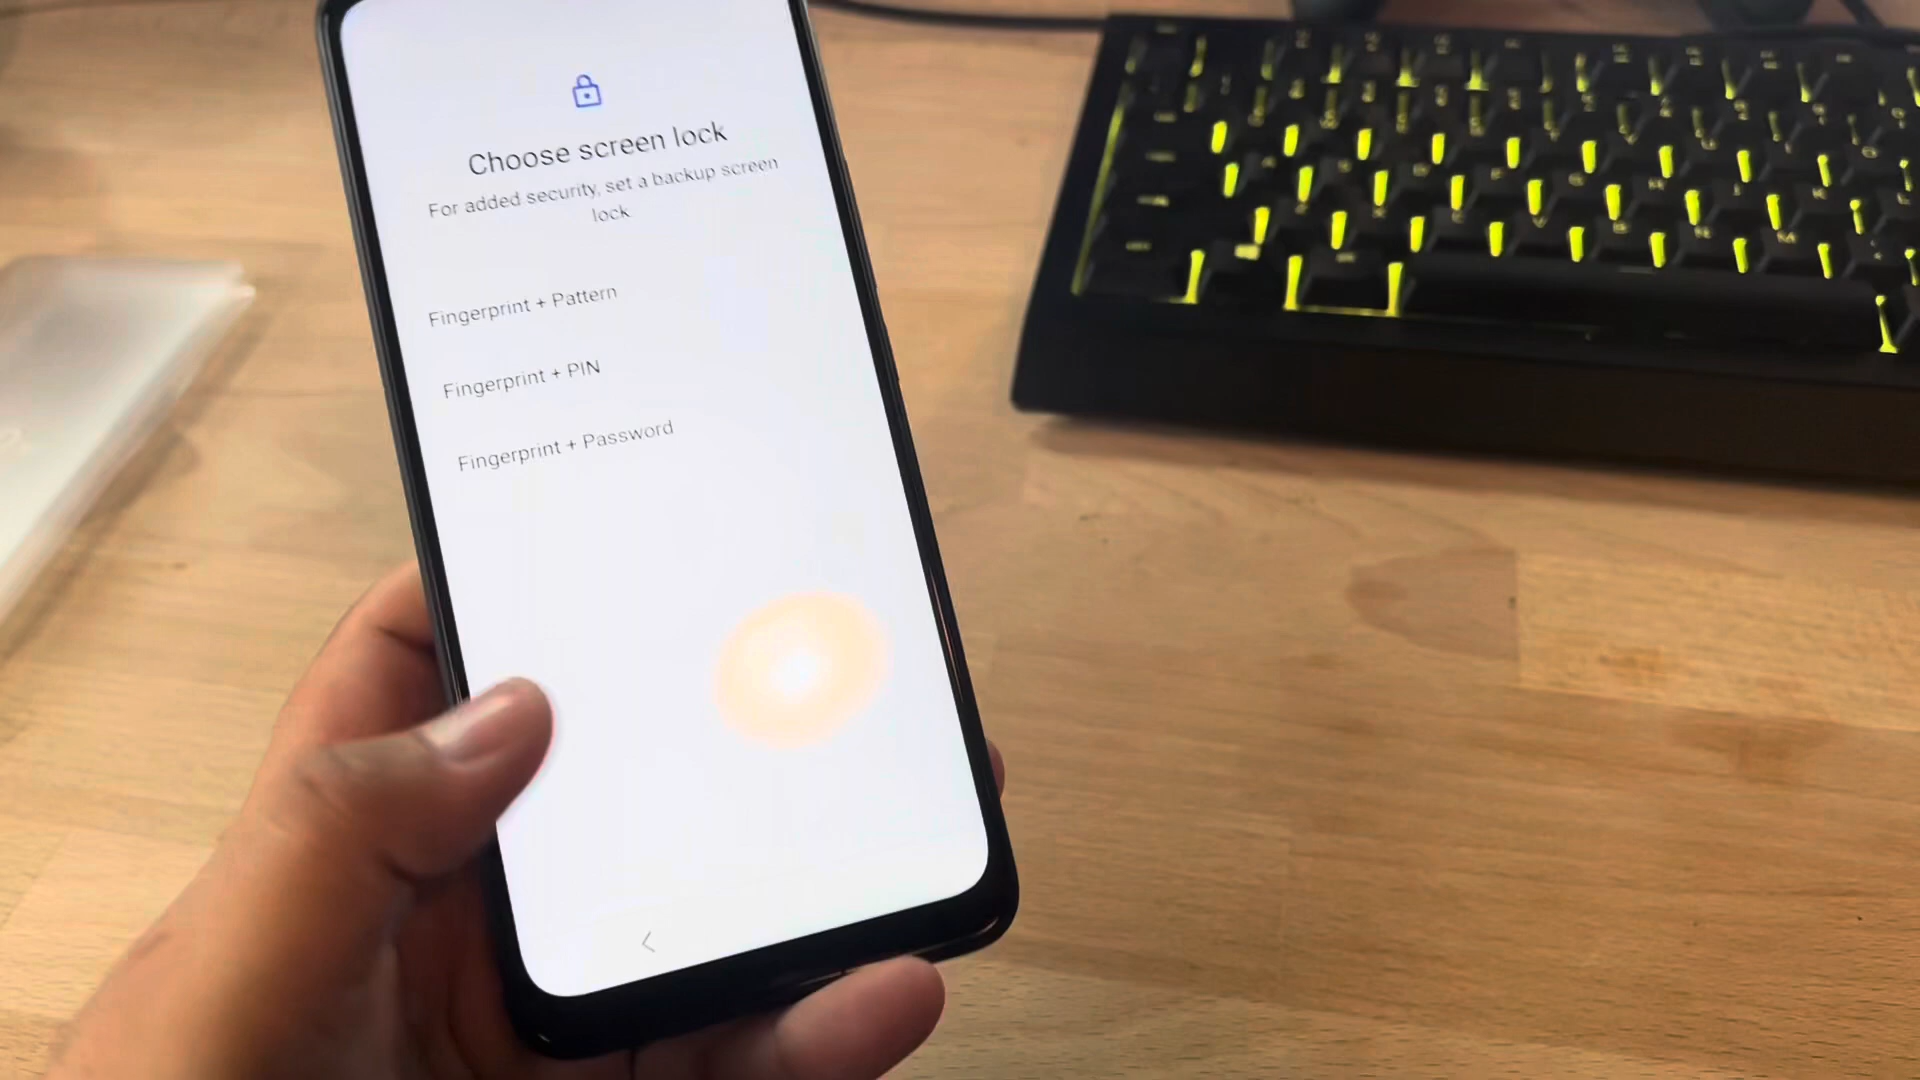 Choose screen lock
For added security, set a backup screen
lock.
Fingerprint + Pattern
Fingerprint + PIN
Fingerprint + Password